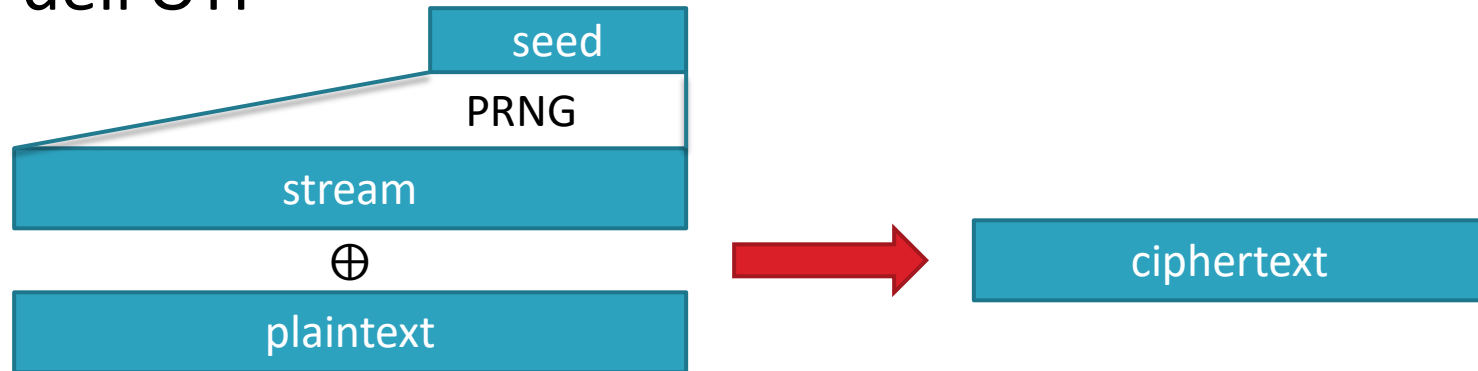 seed
PRNG
stream
⊕
plaintext
ciphertext